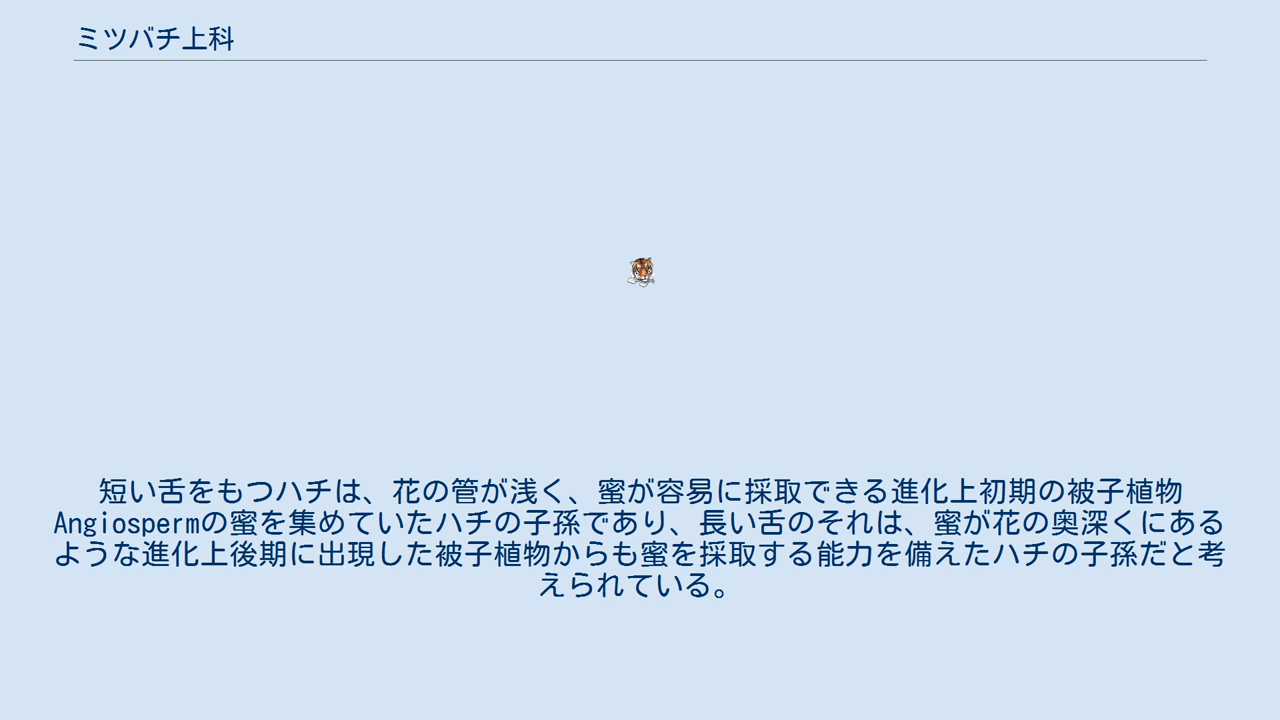 ミツバチ上科
短い舌をもつハチは、花の管が浅く、蜜が容易に採取できる進化上初期の被子植物
Angiospermの蜜を集めていたハチの子孫であり、長い舌のそれは、蜜が花の奥深くにある
ような進化上後期に出現した被子植物からも蜜を採取する能力を備えたハチの子孫だと考
えられている。